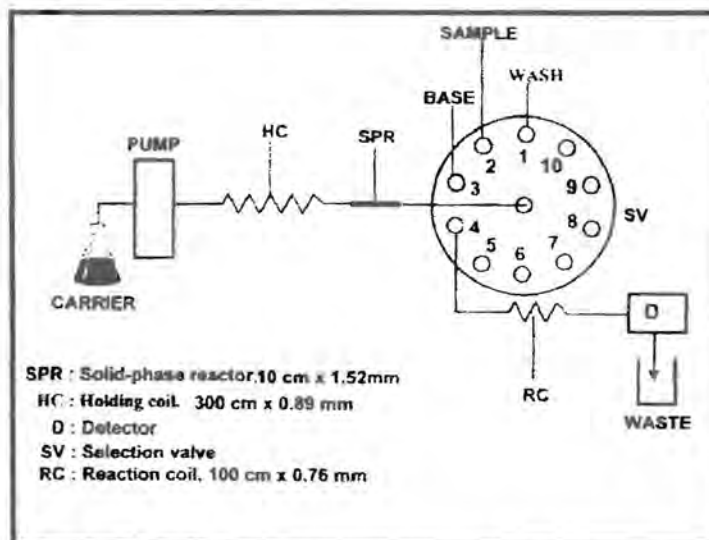 SAMPLE
WASH
BASE
HC
SPR
PUMP
1
2
10
3
9
SV
4
8
5
6
7
CARRIER
D
RC
WASTE
SPR : Solid-phase reactor,10 cm x 1.52mm
HC : Holding coil. 300 cm x 0.89 mm
D : Detector
SV : Selection valve
RC : Reaction coil, 100 cm x 0.76 mm